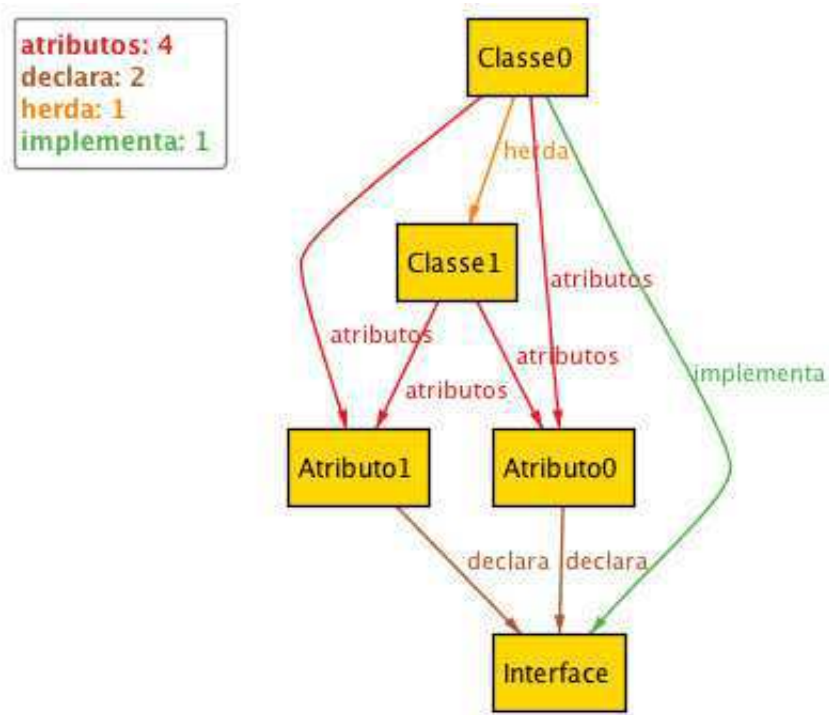 atributos: 4
declara: 2
herda: 1
implementa: 1
Classe0
herda
Classe1
atributos
atributos
atributos
implementa
atributos
Atributo1
Atributo0
declara
declara
Interface